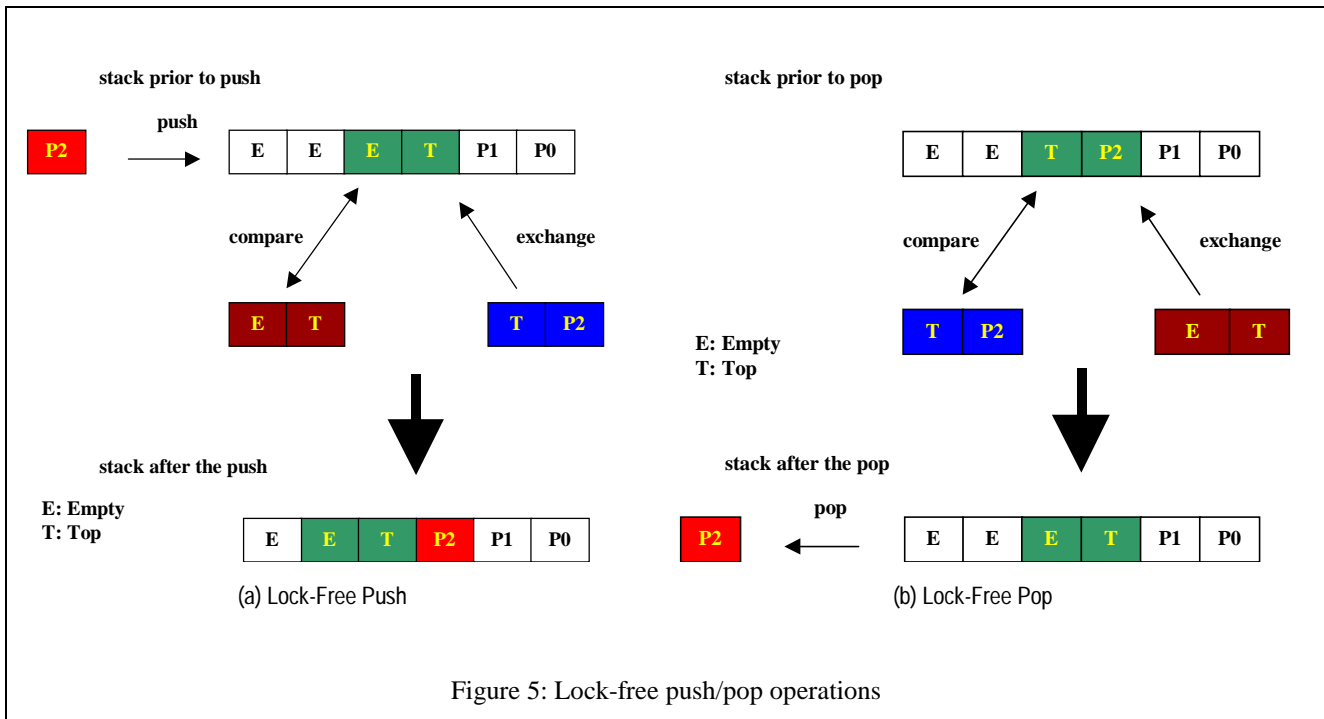 stack prior to push
push
P2
E E E T P1 P0
compare
exchange
E T
T P2
stack after the push
E: Empty
T: Top
E E T P2 P1 P0
(a) Lock-Free Push
stack prior to pop
E E T P2 P1 P0
compare
exchange
T P2
E T
E: Empty
T: Top
stack after the pop
pop
P2
E E E T P1 P0
(b) Lock-Free Pop
Figure 5: Lock-free push/pop operations